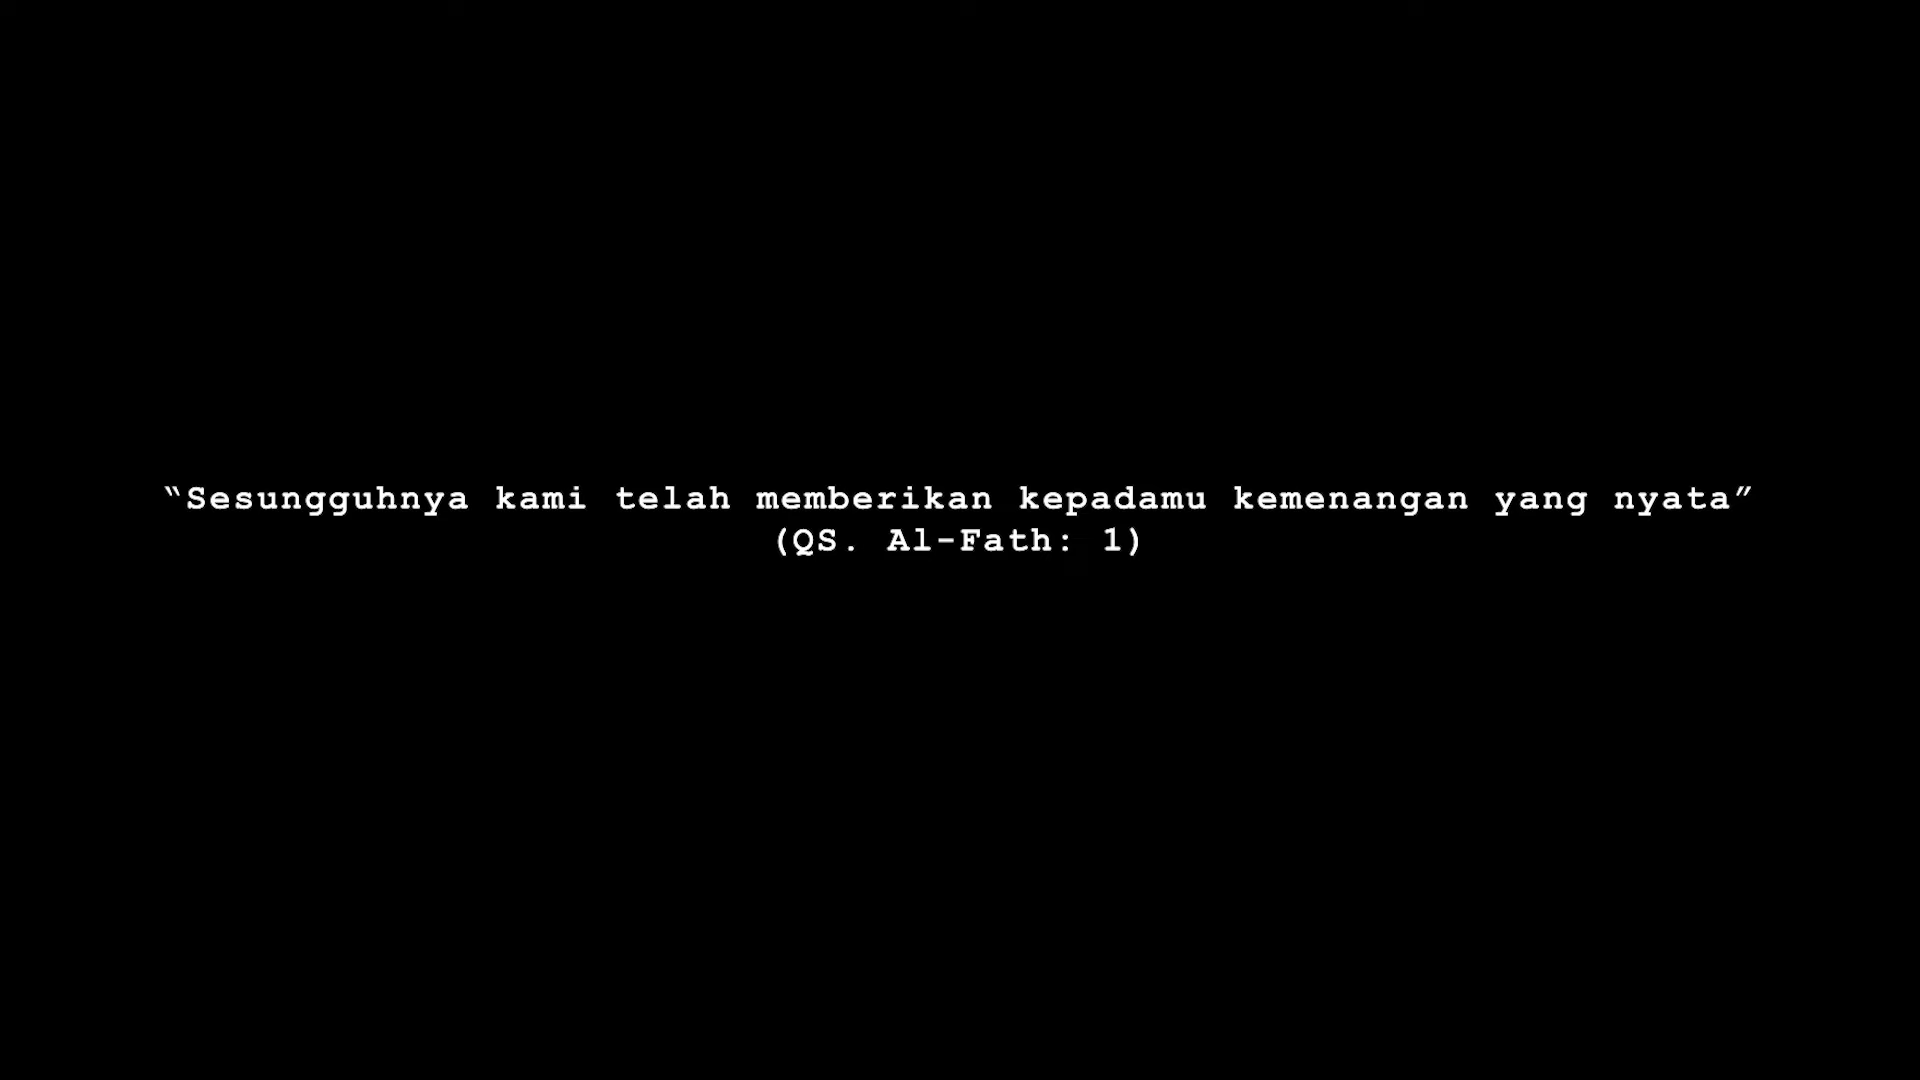 “Sesungguhnya kami telah memberikan kepadamu kemenangan yang nyata”
(QS. Al-Fath: 1)